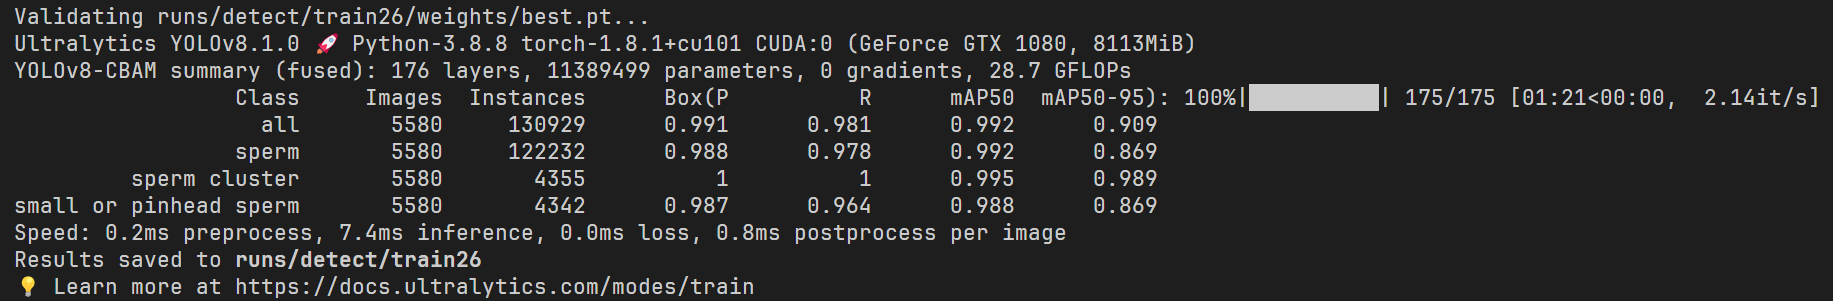 Validating runs/detect/train26/weights/best.pt...
Ultralytics YOLOv8.1.0 🚀 Python-3.8.8 torch-1.8.1+cu101 CUDA:0 (GeForce GTX 1080, 8113MiB)
YOLOv8-CBAM summary (fused): 176 layers, 11389499 parameters, 0 gradients, 28.7 GFLOPs
Class Images Instances Box(P R mAP50 mAP50-95): 100%|██████████| 175/175 [01:21<00:00, 2.14it/s]
all 5580 130929 0.991 0.981 0.992 0.909
sperm 5580 122232 0.988 0.978 0.992 0.869
sperm cluster 5580 4355 1 1 0.995 0.989
small or pinhead sperm 5580 4342 0.987 0.964 0.988 0.869
Speed: 0.2ms preprocess, 7.4ms inference, 0.0ms loss, 0.8ms postprocess per image
Results saved to runs/detect/train26
💡 Learn more at https://docs.ultralytics.com/modes/train